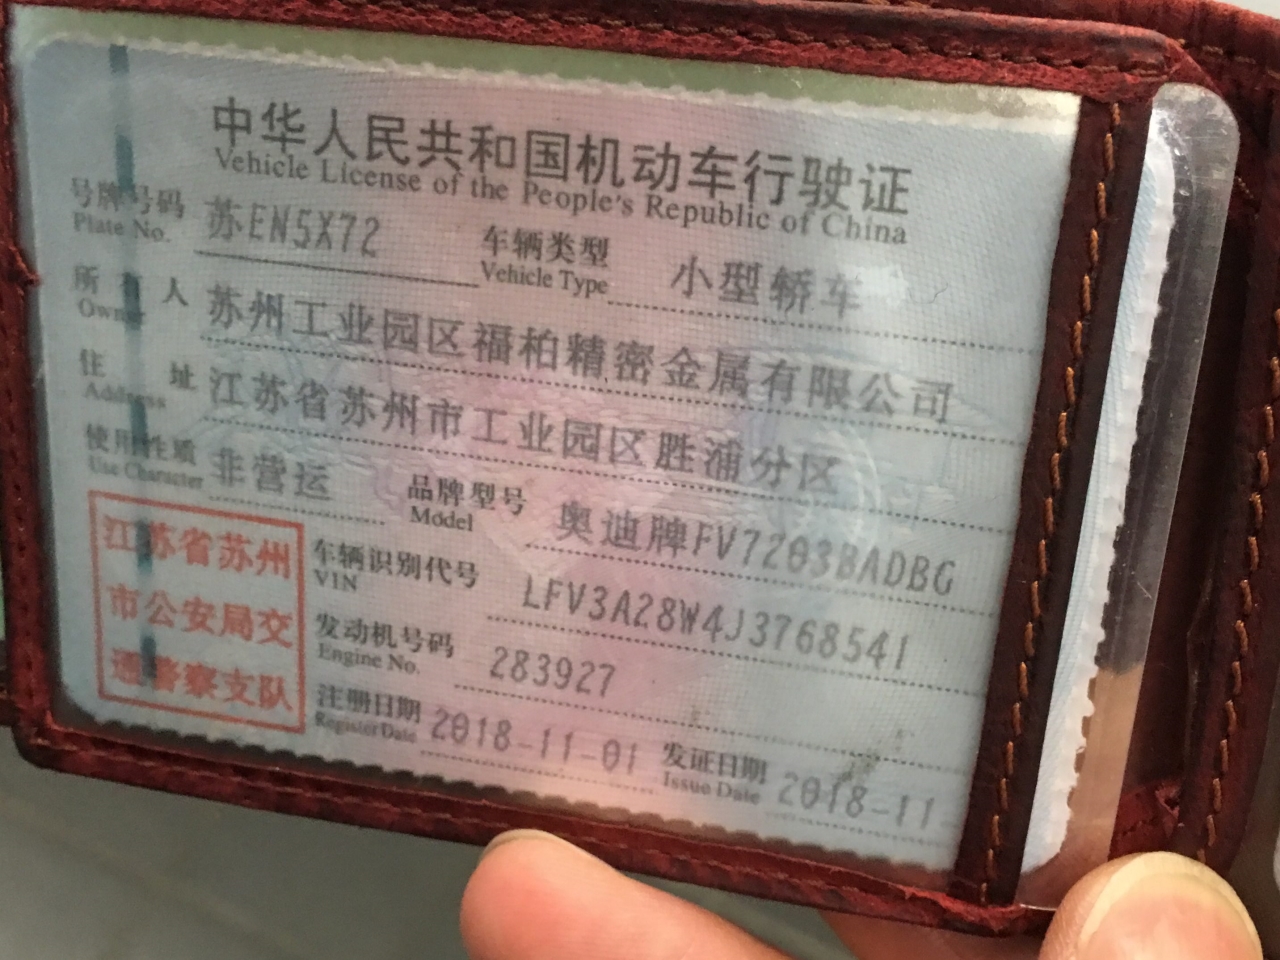 中华人民共和国机动车行驶证
Vehicle License of the People's Republic of China
号牌号码 苏EN5X72 车辆类型 小型轿车
Plate No. Vehicle Type
所有人 苏州工业园区福柏精密金属有限公司
Owner
住址 江苏省苏州市工业园区胜浦分区
Address
使用性质 非营运 品牌型号 奥迪牌FV7203BADBG
Use Character Model
江苏省苏州
市公安局交
通警察支队
车辆识别代号 LFV3A28W4J3768541
VIN
发动机号码 283927
Engine No.
注册日期 2018-11-01 发证日期 2018-11
Register Date Issue Date